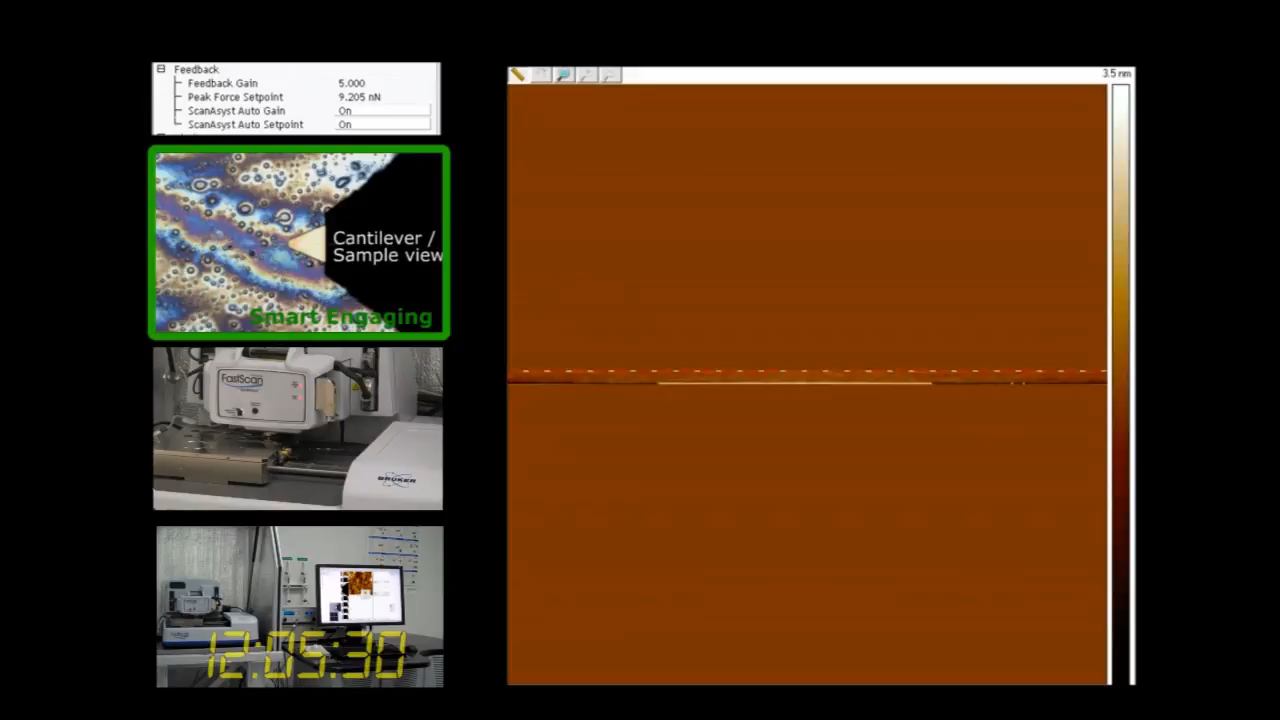 Feedback
Feedback Gain 5.000
Peak Force Setpoint 9.205 nN
ScanAsyst Auto Gain On
ScanAsyst Auto Setpoint On
3.5 nm
Cantilever /
Sample view
Smart Engaging
FastScan
BRUKER
12:05:30